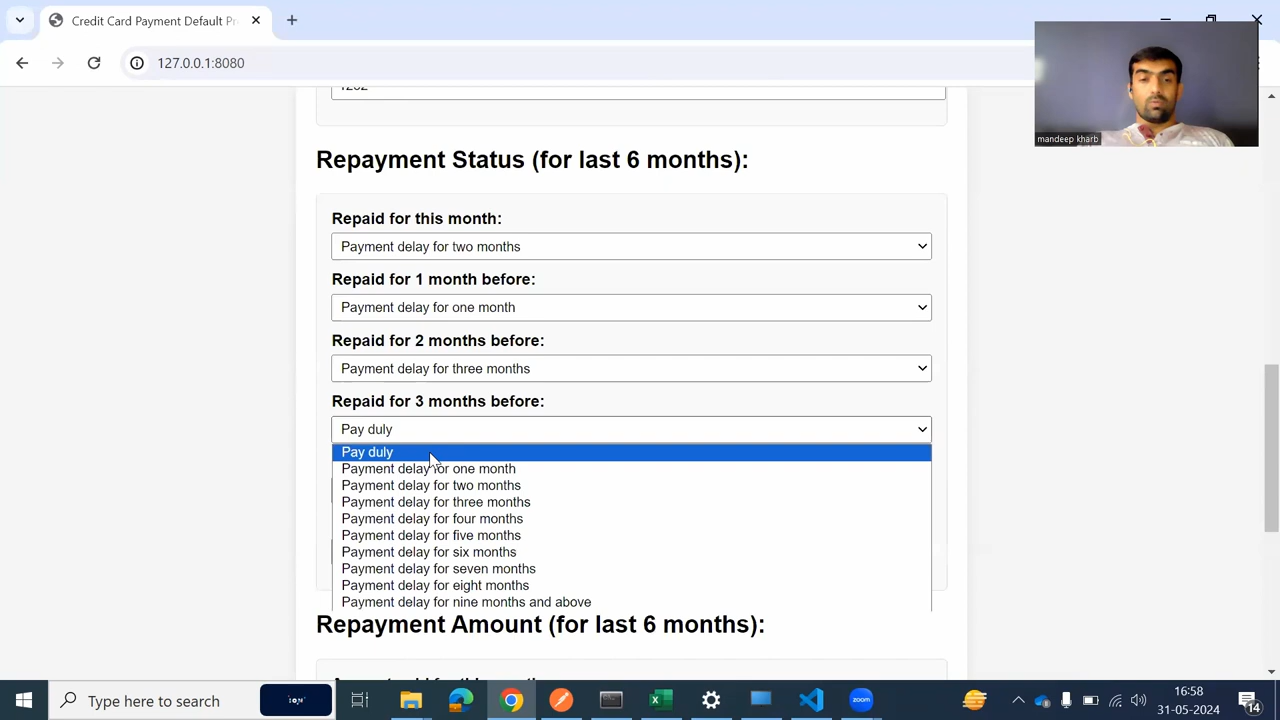 Credit Card Payment Default Pr
127.0.0.1:8080
mandeep kharb
Repayment Status (for last 6 months):
Repaid for this month:
Payment delay for two months
Repaid for 1 month before:
Payment delay for one month
Repaid for 2 months before:
Payment delay for three months
Repaid for 3 months before:
Pay duly
Pay duly
Payment delay for one month
Payment delay for two months
Payment delay for three months
Payment delay for four months
Payment delay for five months
Payment delay for six months
Payment delay for seven months
Payment delay for eight months
Payment delay for nine months and above
Repayment Amount (for last 6 months):
Type here to search
zoom
16:58
31-05-2024
14